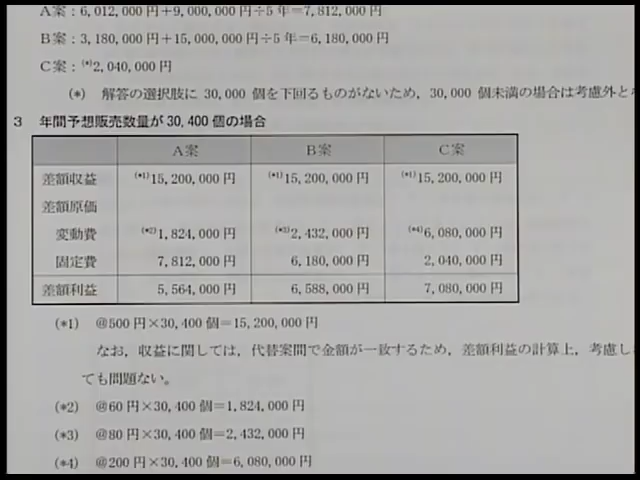 A案：6,012,000円＋9,000,000円÷5年＝7,812,000円
B案：3,180,000円＋15,000,000円÷5年＝6,180,000円
C案：(*)2,040,000円
(*) 解答の選択肢に 30,000 個を下回るものがないため，30,000 個未満の場合は考慮外と
3 年間予想販売数量が 30,400 個の場合
A案 B案 C案
差額収益 (*1)15,200,000円 (*1)15,200,000円 (*1)15,200,000円
差額原価
変動費 (*2)1,824,000円 (*3)2,432,000円 (*4)6,080,000円
固定費 7,812,000円 6,180,000円 2,040,000円
差額利益 5,564,000円 6,588,000円 7,080,000円
(*1) @500円×30,400個＝15,200,000円
なお，収益に関しては，代替案間で金額が一致するため，差額利益の計算上，考慮し
ても問題ない。
(*2) @60円×30,400個＝1,824,000円
(*3) @80円×30,400個＝2,432,000円
(*4) @200円×30,400個＝6,080,000円